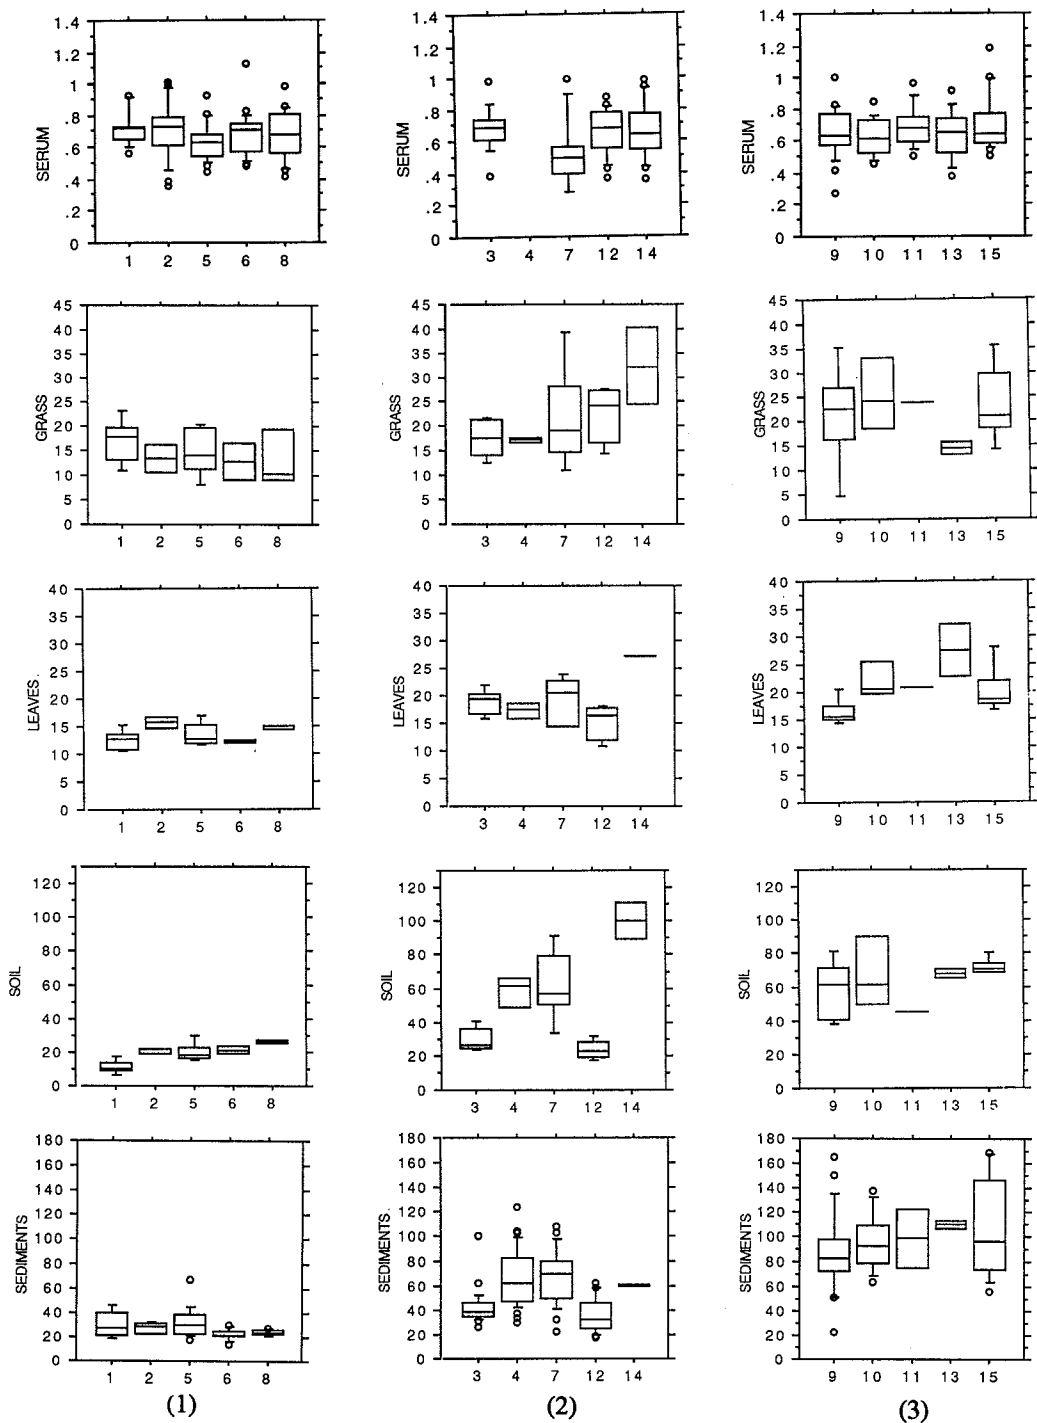 1.4 1.4 1.4
1.2 1.2 1.2
1 1 1
.8 .8 .8
.6 .6 .6
.4 .4 .4
.2 .2 .2
0 0 0
SERUM SERUM SERUM
1 2 5 6 8 3 4 7 12 14 9 10 11 13 15
45 45 45
40 40 40
35 35 35
30 30 30
25 25 25
20 20 20
15 15 15
10 10 10
5 5 5
0 0 0
GRASS GRASS GRASS
1 2 5 6 8 3 4 7 12 14 9 10 11 13 15
40 40 40
35 35 35
30 30 30
25 25 25
20 20 20
15 15 15
10 10 10
5 5 5
0 0 0
LEAVES. LEAVES LEAVES
1 2 5 6 8 3 4 7 12 14 9 10 11 13 15
120 120 120
100 100 100
80 80 80
60 60 60
40 40 40
20 20 20
0 0 0
SOIL SOIL SOIL
1 2 5 6 8 3 4 7 12 14 9 10 11 13 15
180 180 180
160 160 160
140 140 140
120 120 120
100 100 100
80 80 80
60 60 60
40 40 40
20 20 20
0 0 0
SEDIMENTS SEDIMENTS. SEDIMENTS
1 2 5 6 8 3 4 7 12 14 9 10 11 13 15
(1) (2) (3)